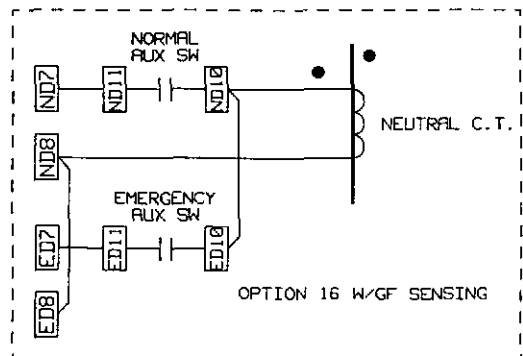 NORMAL
AUX SW
ND7
ND11
ND10
NEUTRAL C.T.
ND8
EMERGENCY
AUX SW
ED7
ED11
ED10
OPTION 16 W/GF SENSING
ED8